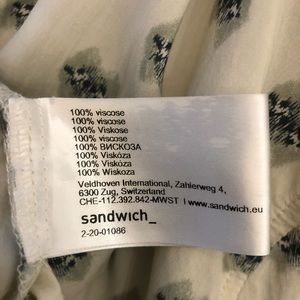 100% viscose
100% viscose
100% Viskose
100% viscose
100% ВИСКОЗА
100% Viskóza
100% Viskóza
100% Wiskoza
Veldhoven International, Zahlerweg 4,
6300 Zug, Switzerland
CHE-112.392.842-MWST I www.sandwich.eu
sandwich_
2-20-01086